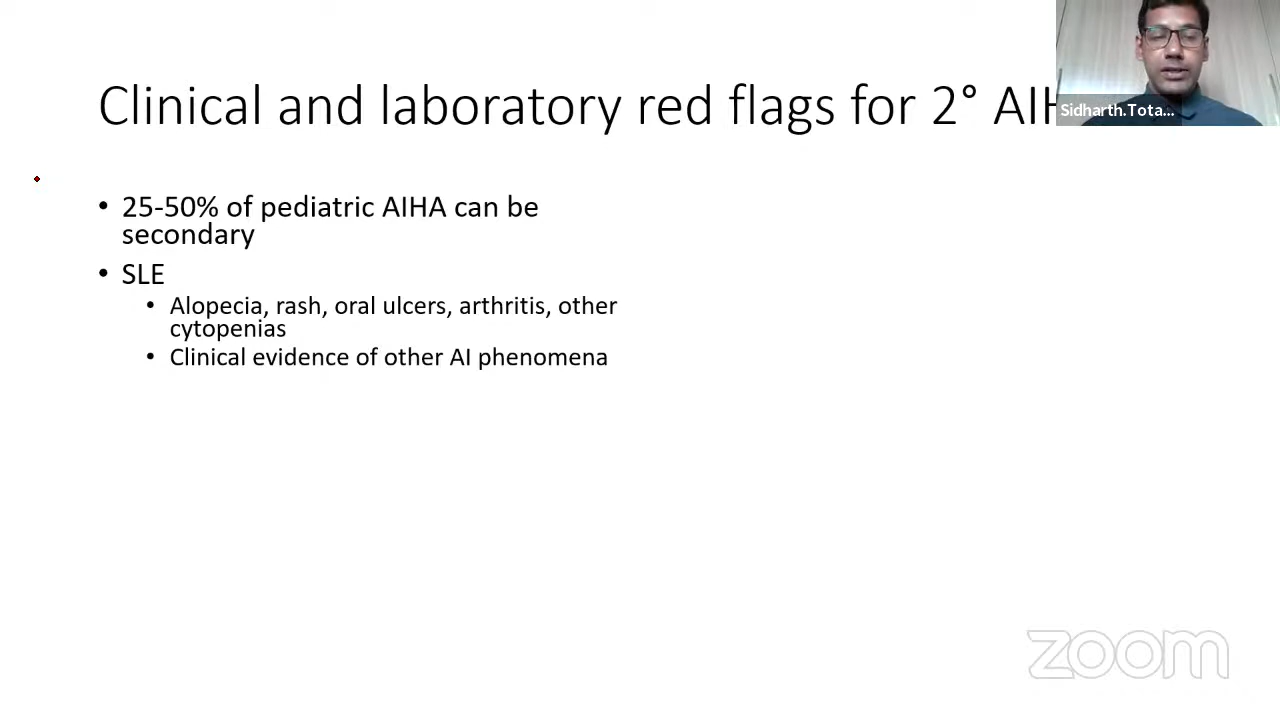 Clinical and laboratory red flags for 2° AIH
Sidharth.Tota...
• 25-50% of pediatric AIHA can be
secondary
• SLE
• Alopecia, rash, oral ulcers, arthritis, other
cytopenias
• Clinical evidence of other AI phenomena
zoom